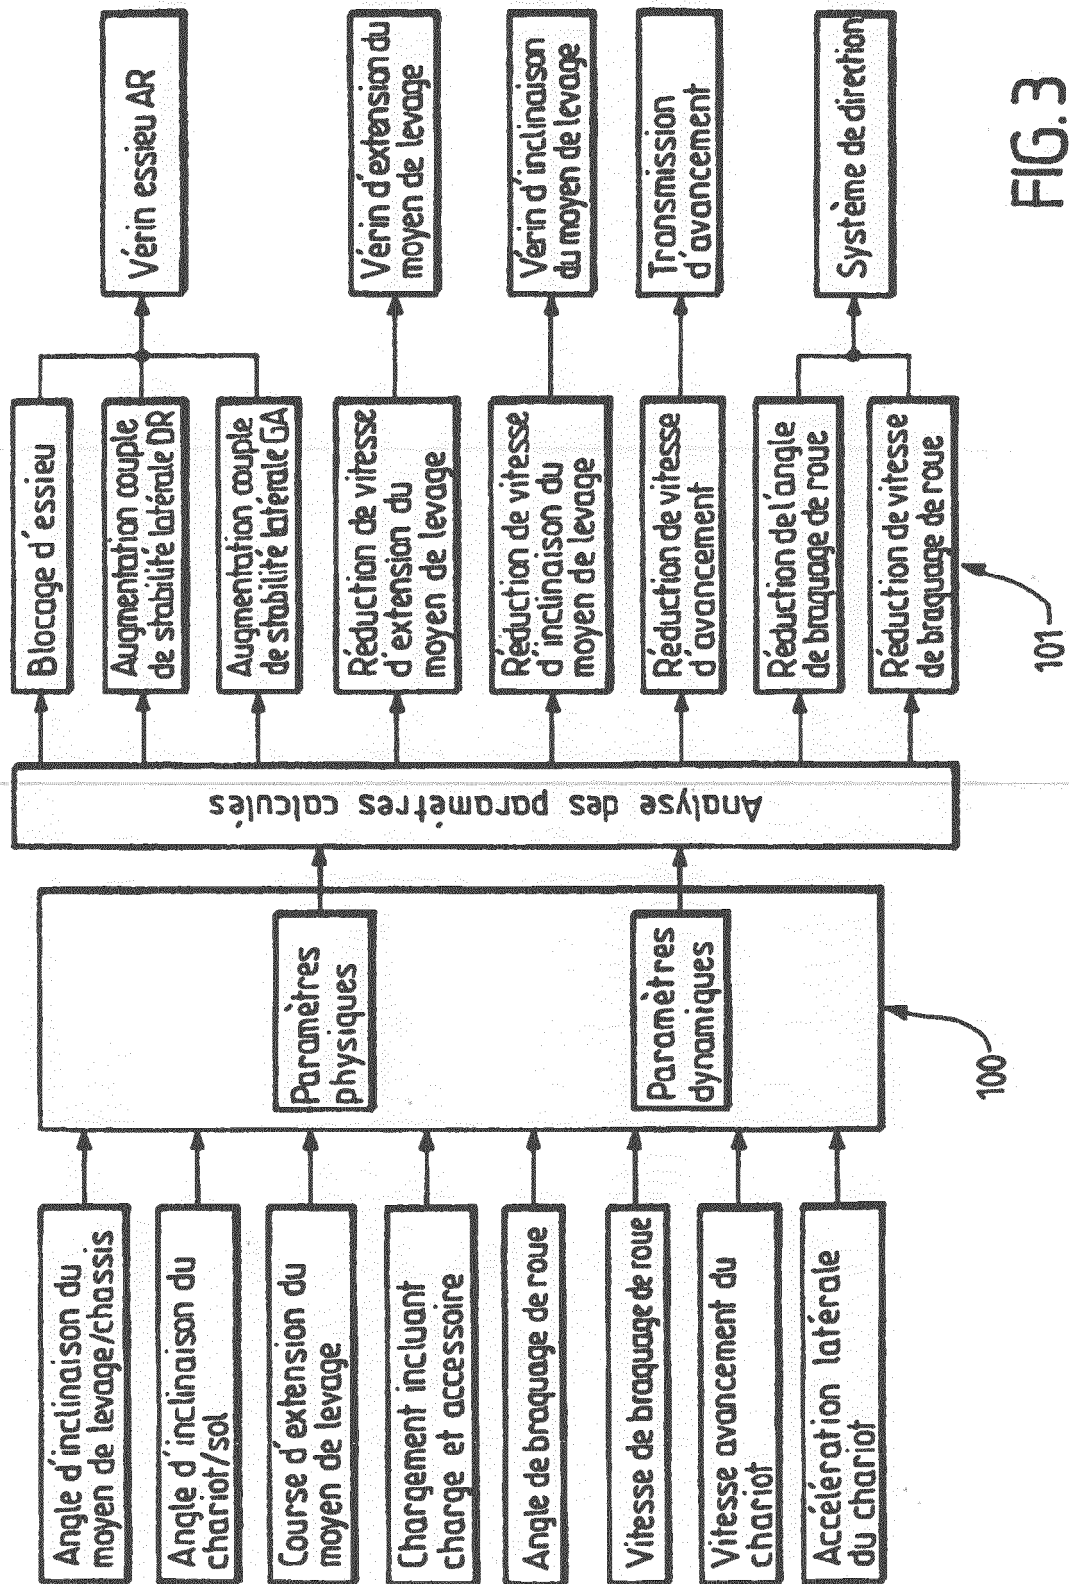 Angle d'inclinaison du
moyen de levage/chassis
Angle d'inclinaison du
chariot/sol
Course d'extension du
moyen de levage
Chargement incluant
charge et accessoire
Angle de braquage de roue
Vitesse de braquage de roue
Vitesse avancement du
chariot
Accélération latérale
du chariot
Paramètres
physiques
Paramètres
dynamiques
100
Analyse des paramètres calculés
Blocage d'essieu
Augmentation couple
de stabilité latérale DR
Augmentation couple
de stabilité latérale GA
Réduction de vitesse
d'extension du
moyen de levage
Réduction de vitesse
d'inclinaison du
moyen de levage
Réduction de vitesse
d'avancement
Réduction de l'angle
de braquage de roue
Réduction de vitesse
de braquage de roue
101
Vérin essieu AR
Vérin d'extension du
moyen de levage
Vérin d'inclinaison
du moyen de levage
Transmission
d'avancement
Système de direction
FIG. 3